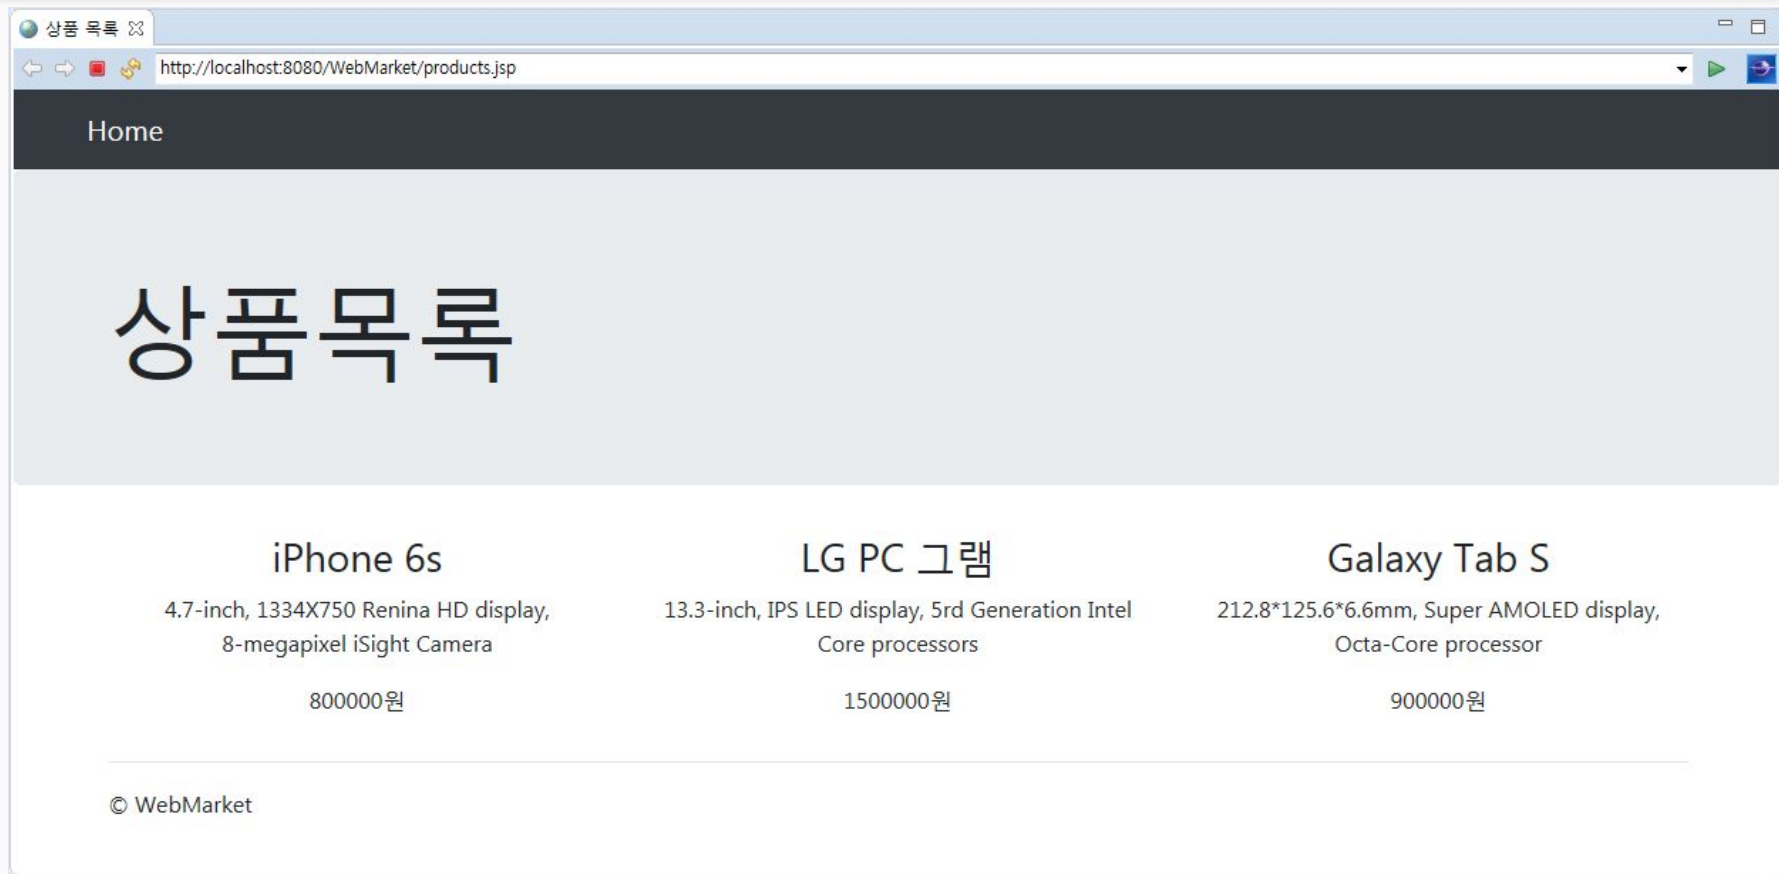 상품 목록
http://localhost:8080/WebMarket/products.jsp
Home
상품목록
iPhone 6s
4.7-inch, 1334X750 Renina HD display,
8-megapixel iSight Camera
800000원
LG PC 그램
13.3-inch, IPS LED display, 5rd Generation Intel
Core processors
1500000원
Galaxy Tab S
212.8*125.6*6.6mm, Super AMOLED display,
Octa-Core processor
900000원
© WebMarket